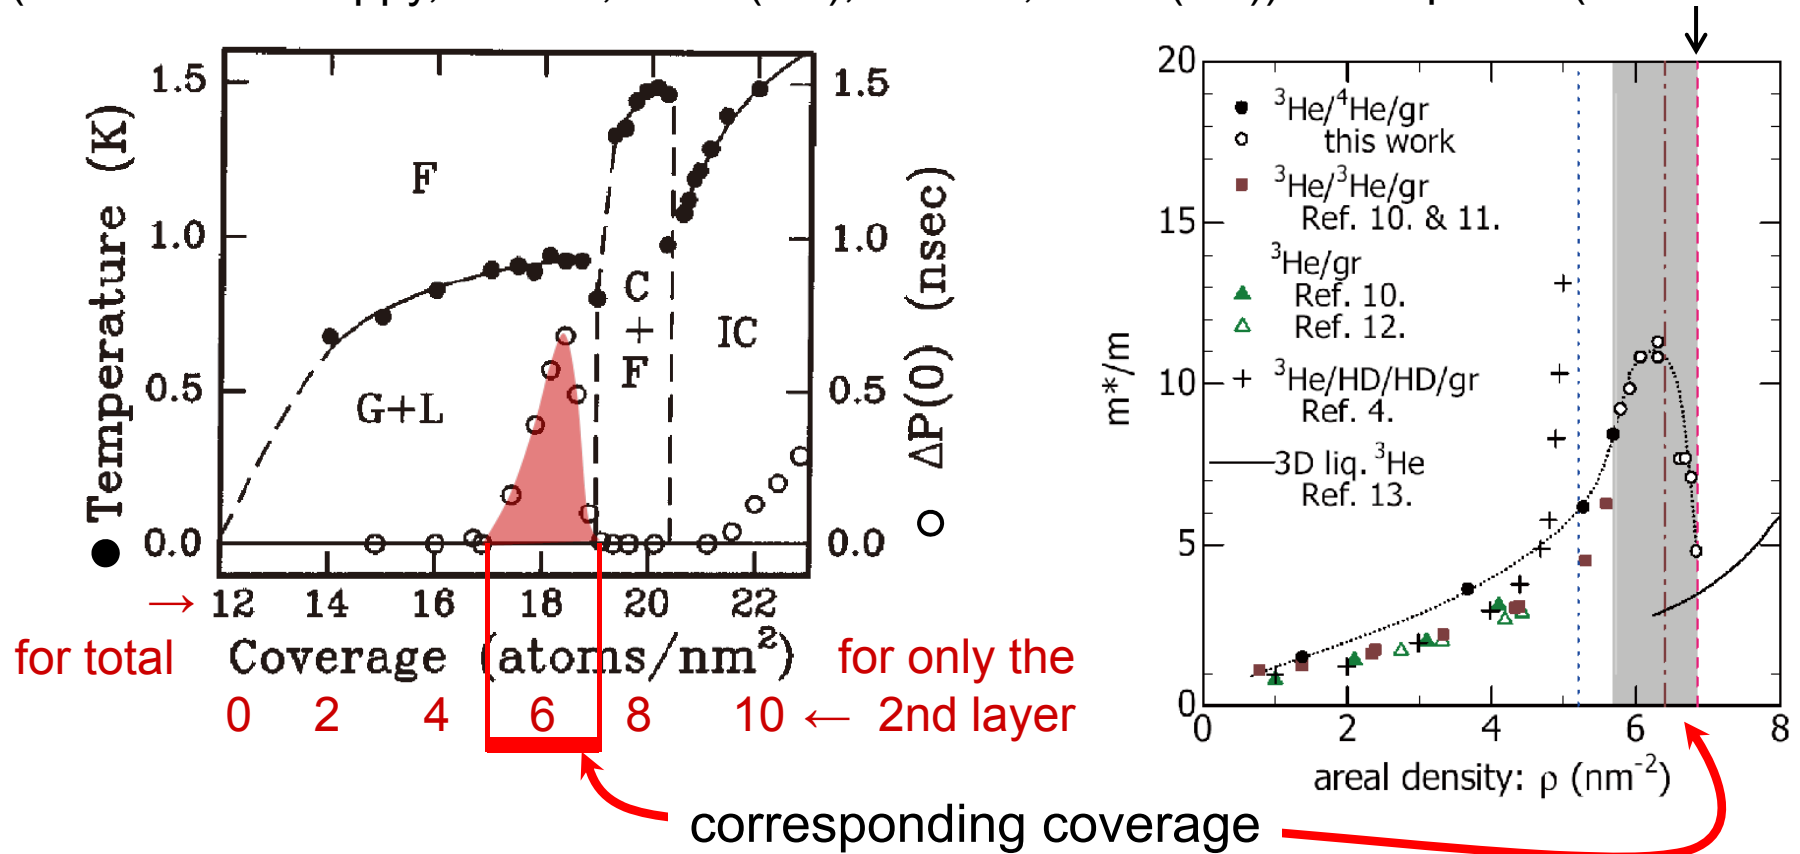 1.5
1.0
0.5
0.0
● Temperature (K)
F
G+L
C
+
F
IC
1.5
1.0
0.5
0.0
○ ΔP(0) (nsec)
→ 12 14 16 18 20 22
for total Coverage (atoms/nm²) for only the
0 2 4 6 8 10 ← 2nd layer
20
15
10
5
0
m*/m
³He/⁴He/gr
this work
³He/³He/gr
Ref. 10. & 11.
³He/gr
Ref. 10.
Ref. 12.
³He/HD/HD/gr
Ref. 4.
3D liq. ³He
Ref. 13.
0 2 4 6 8
areal density: ρ (nm⁻²)
corresponding coverage